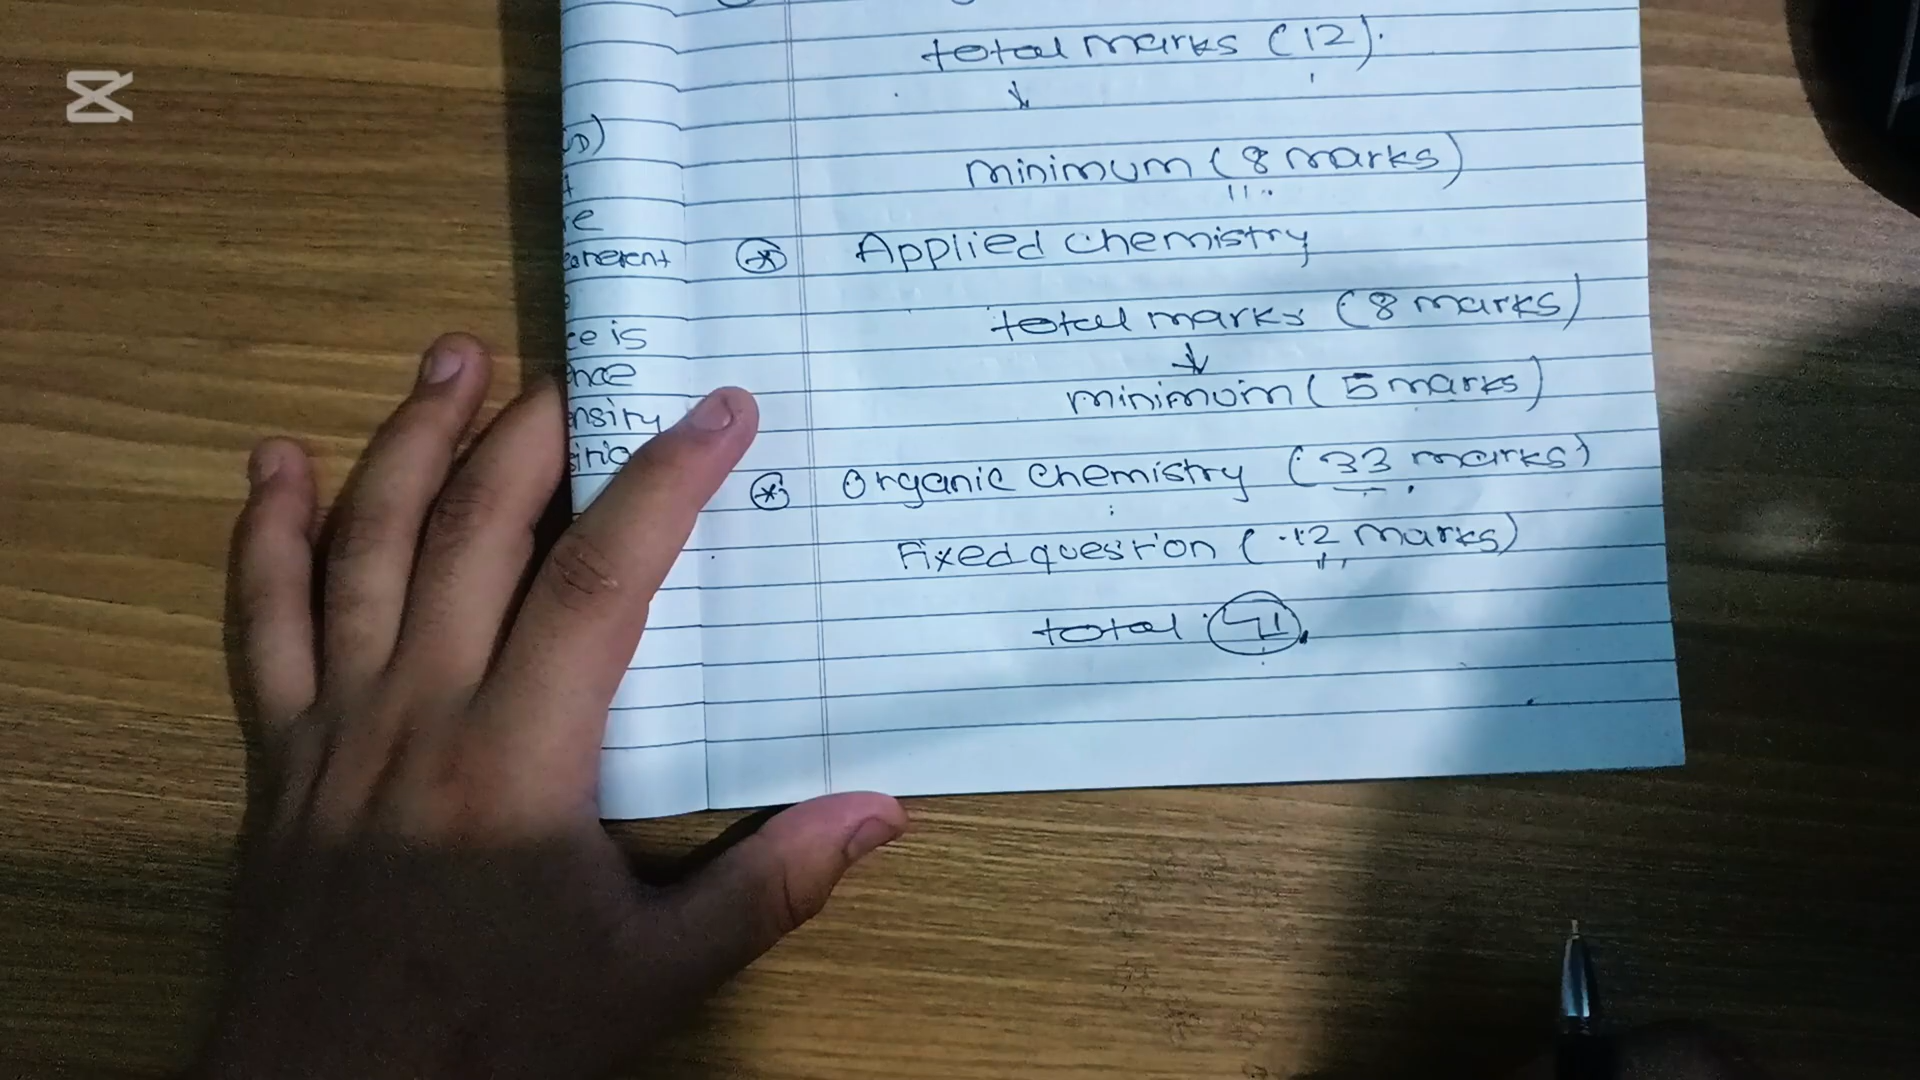 total marks (12).
minimum (8 marks)
Applied chemistry
total marks (8 marks)
minimum (5 marks)
Organic chemistry (33 marks)
Fixed question (12 marks)
total 41
is